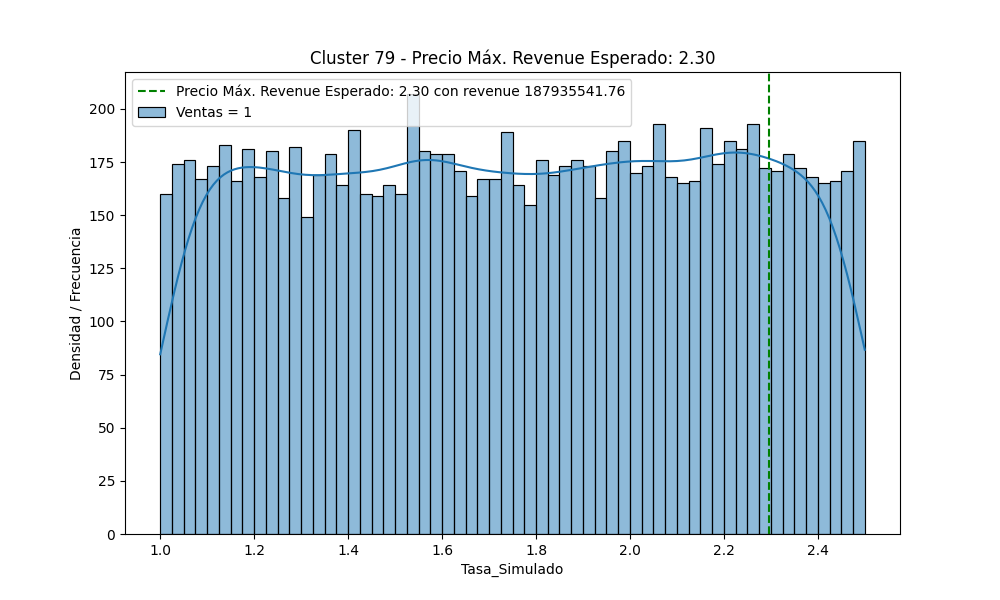 Cluster 79 - Precio Máx. Revenue Esperado: 2.30
Precio Máx. Revenue Esperado: 2.30 con revenue 187935541.76
Ventas = 1
Densidad / Frecuencia
200
175
150
125
100
75
50
25
0
1.0 1.2 1.4 1.6 1.8 2.0 2.2 2.4
Tasa_Simulado